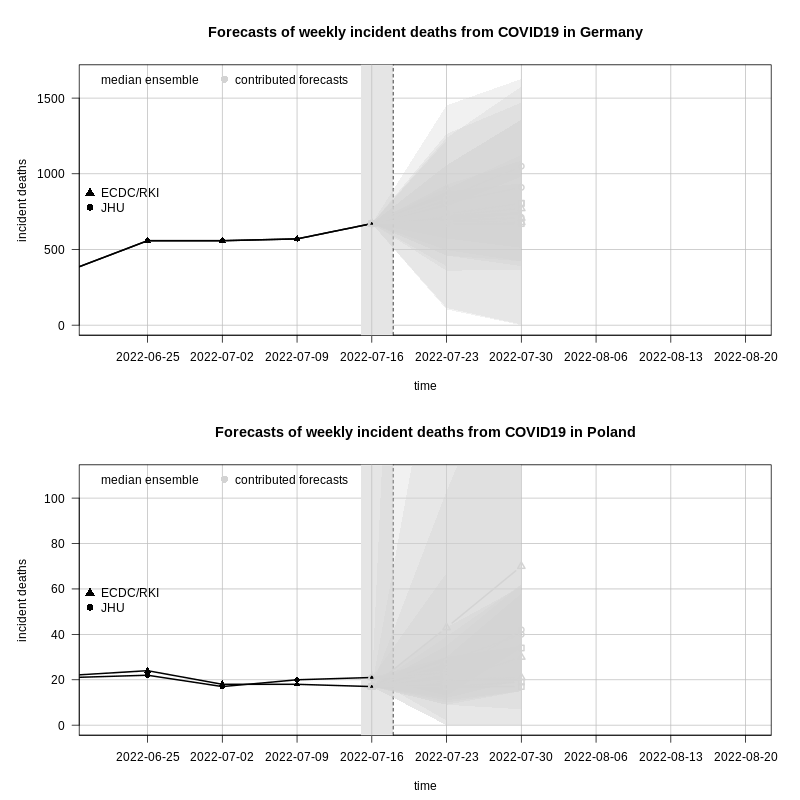 Forecasts of weekly incident deaths from COVID19 in Germany
median ensemble contributed forecasts
1500
1000
500
0
incident deaths
ECDC/RKI
JHU
2022-06-25 2022-07-02 2022-07-09 2022-07-16 2022-07-23 2022-07-30 2022-08-06 2022-08-13 2022-08-20
time
Forecasts of weekly incident deaths from COVID19 in Poland
median ensemble contributed forecasts
100
80
60
40
20
0
incident deaths
ECDC/RKI
JHU
2022-06-25 2022-07-02 2022-07-09 2022-07-16 2022-07-23 2022-07-30 2022-08-06 2022-08-13 2022-08-20
time